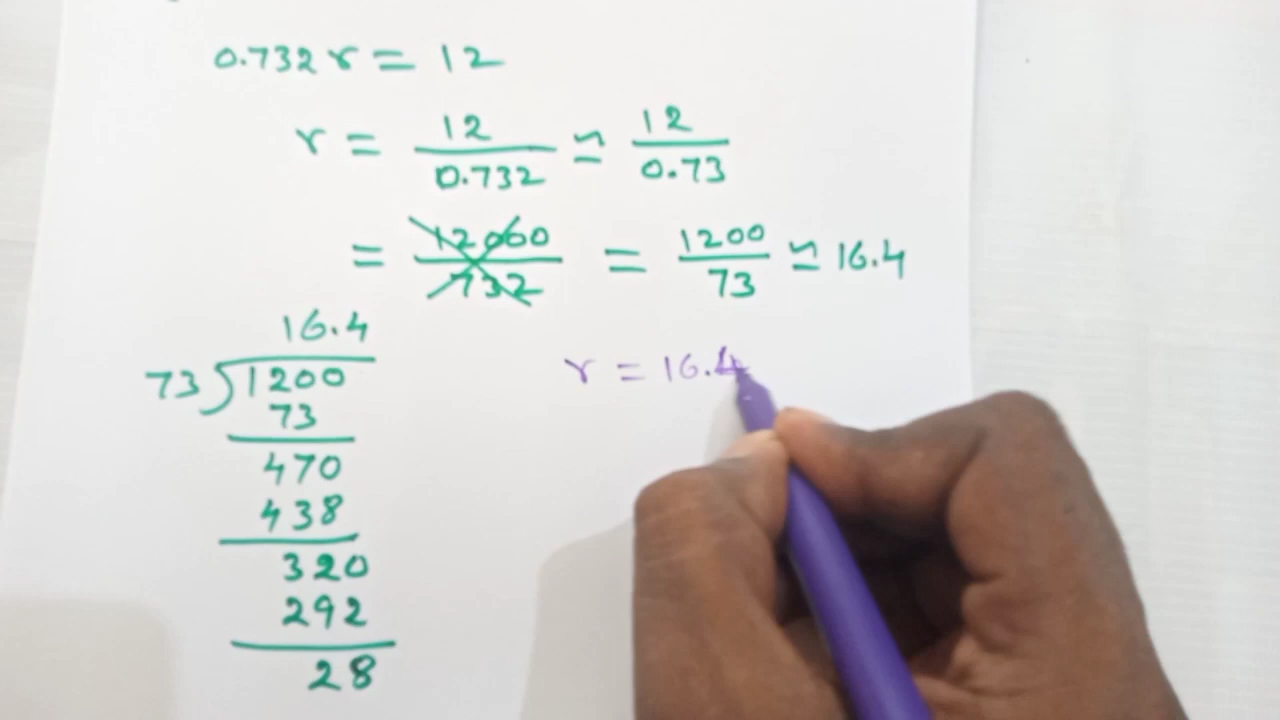 0.732 r = 12
r = 12/0.732 ≃ 12/0.73
= 12000/732 = 1200/73 ≃ 16.4
16.4
73 ) 1200
73
470
438
320
292
28
r = 16.4